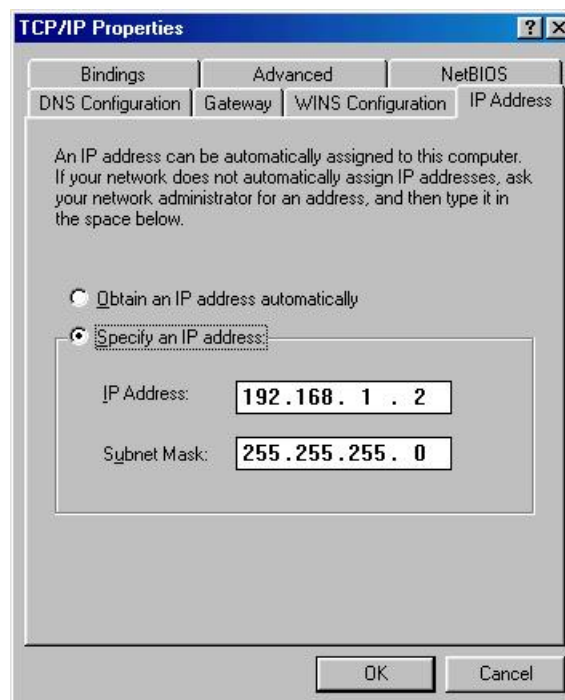 TCP/IP Properties
Bindings Advanced NetBIOS
DNS Configuration Gateway WINS Configuration IP Address
An IP address can be automatically assigned to this computer.
If your network does not automatically assign IP addresses, ask
your network administrator for an address, and then type it in
the space below.
Obtain an IP address automatically
Specify an IP address:
IP Address: 192.168. 1 . 2
Subnet Mask: 255.255.255. 0
OK Cancel